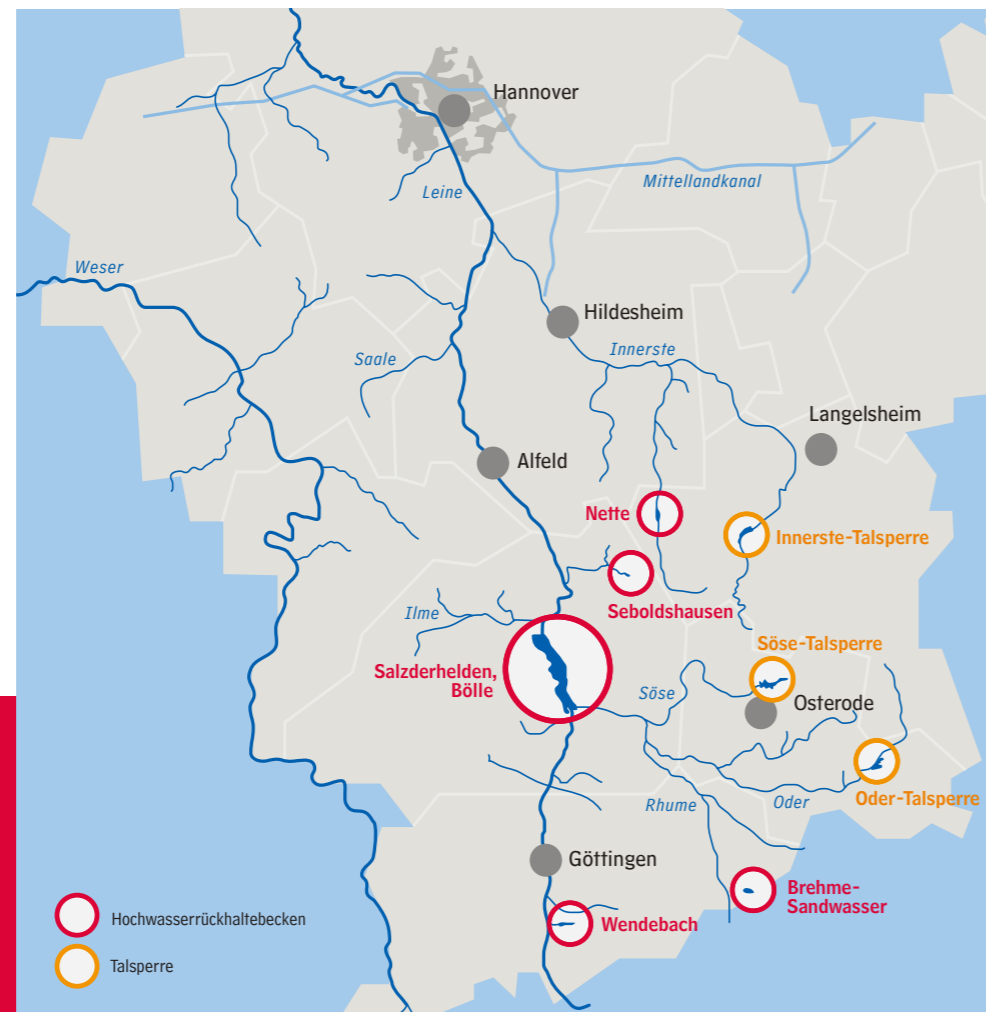 Hannover
Mittellandkanal
Leine
Weser
Hildesheim
Innerste
Saale
Langelsheim
Alfeld
Nette
Innerste-Talsperre
Seboldshausen
Ilme
Söse-Talsperre
Salzderhelden,
Bölle
Söse
Osterode
Rhume
Oder
Oder-Talsperre
Göttingen
Brehme-
Sandwasser
Wendebach
Hochwasserrückhaltebecken
Talsperre